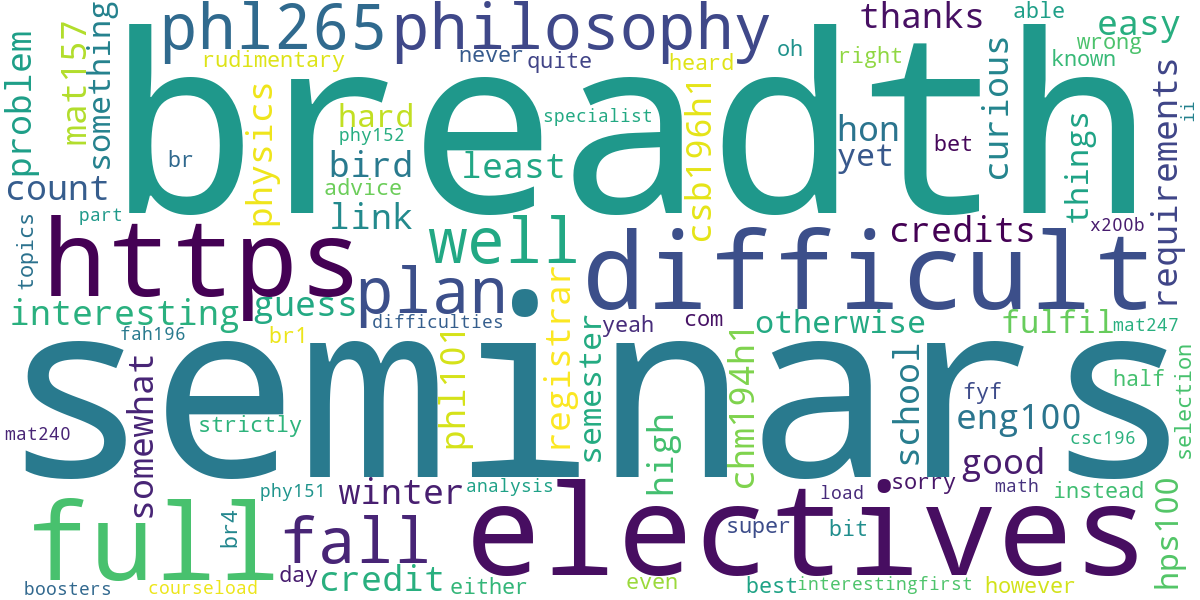 breadth
seminars
https
difficult
electives
full
phl265
philosophy
plan
well
fall
thanks
easy
able
wrong
known
right
oh
heard
quite
never
rudimentary
something
mat157
problem
physics
hard
phy152
bird
advice
br
count
part
link
least
specialist
csb196h1
hon
yet
bet
curious
things
requirements
ii
x200b
credits
topics
interesting
guess
difficulties
fah196
br1
phl101
registrar
semester
yeah
com
otherwise
fulfil
mat247
somewhat
mat240
strictly
high
chm194h1
school
fyf
eng100
half
csc196
selection
good
sorry
math
instead
hps100
load
winter
phy151
analysis
br4
super
bit
day
credit
either
even
best
interestingfirst
however
boosters
courseload